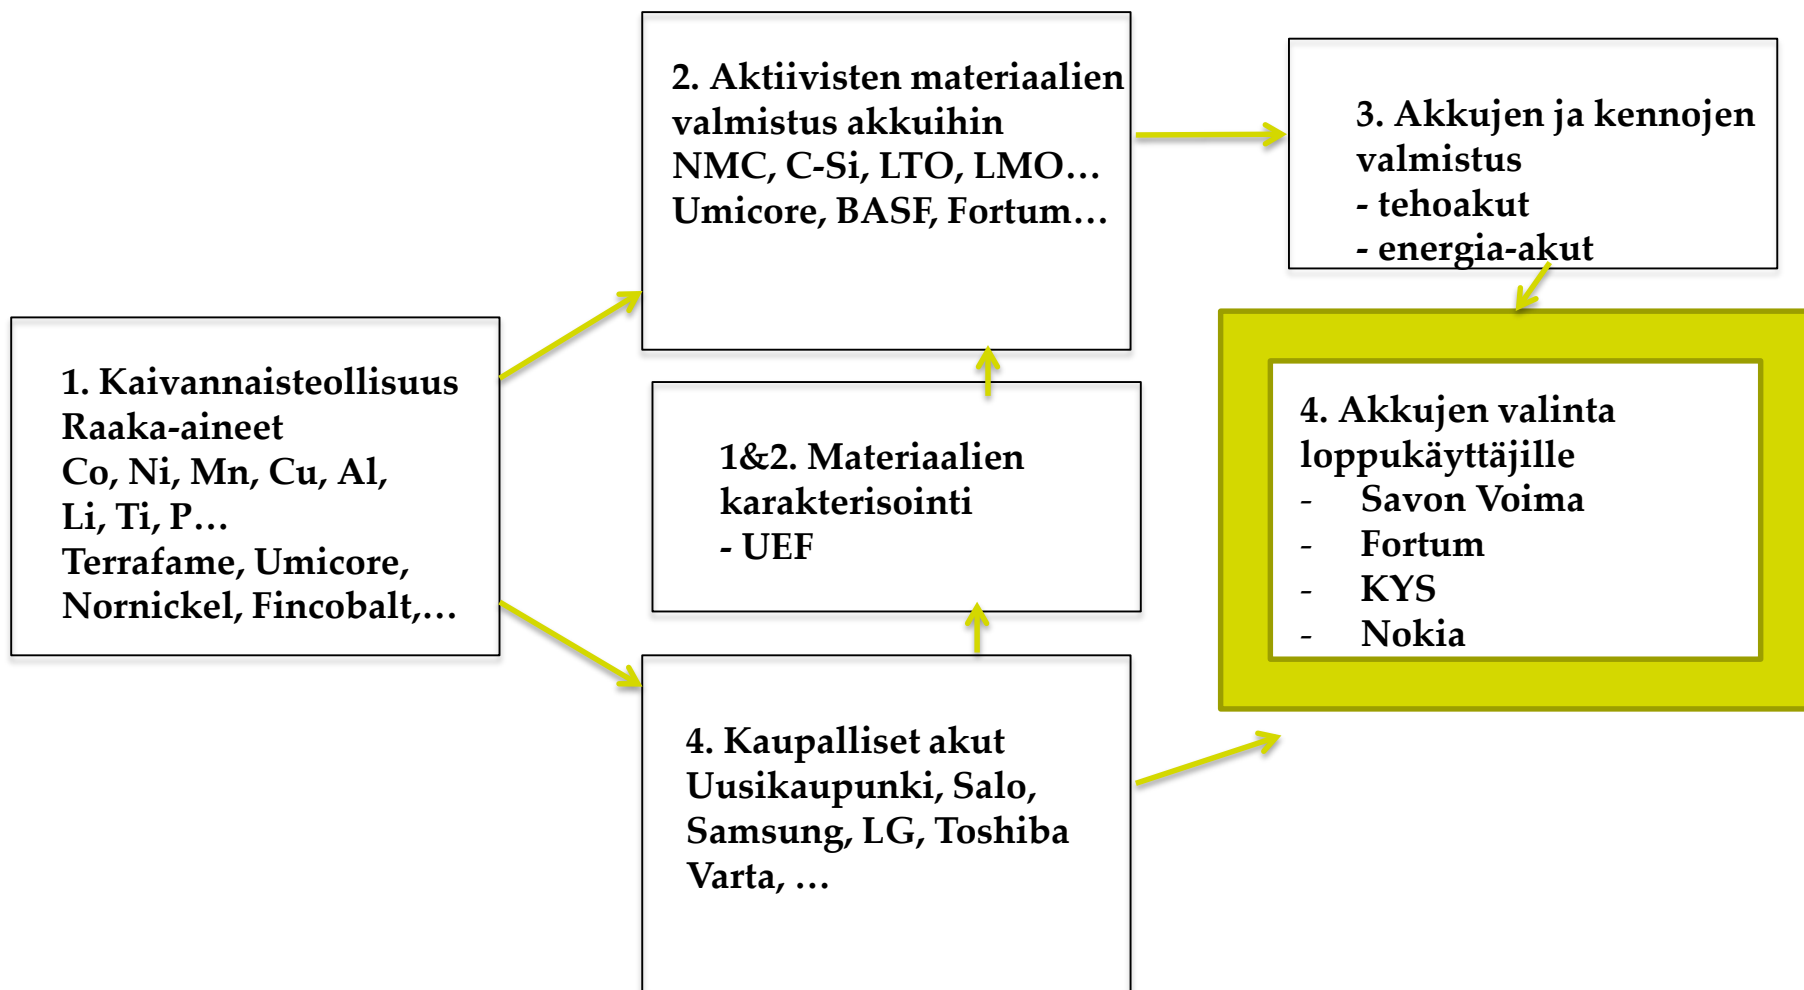 1. Kaivannaisteollisuus
Raaka-aineet
Co, Ni, Mn, Cu, Al,
Li, Ti, P…
Terrafame, Umicore,
Nornickel, Fincobalt,…
2. Aktiivisten materiaalien
valmistus akkuihin
NMC, C-Si, LTO, LMO…
Umicore, BASF, Fortum…
1&2. Materiaalien
karakterisointi
- UEF
4. Kaupalliset akut
Uusikaupunki, Salo,
Samsung, LG, Toshiba
Varta, …
3. Akkujen ja kennojen
valmistus
- tehoakut
- energia-akut
4. Akkujen valinta
loppukäyttäjille
- Savon Voima
- Fortum
- KYS
- Nokia